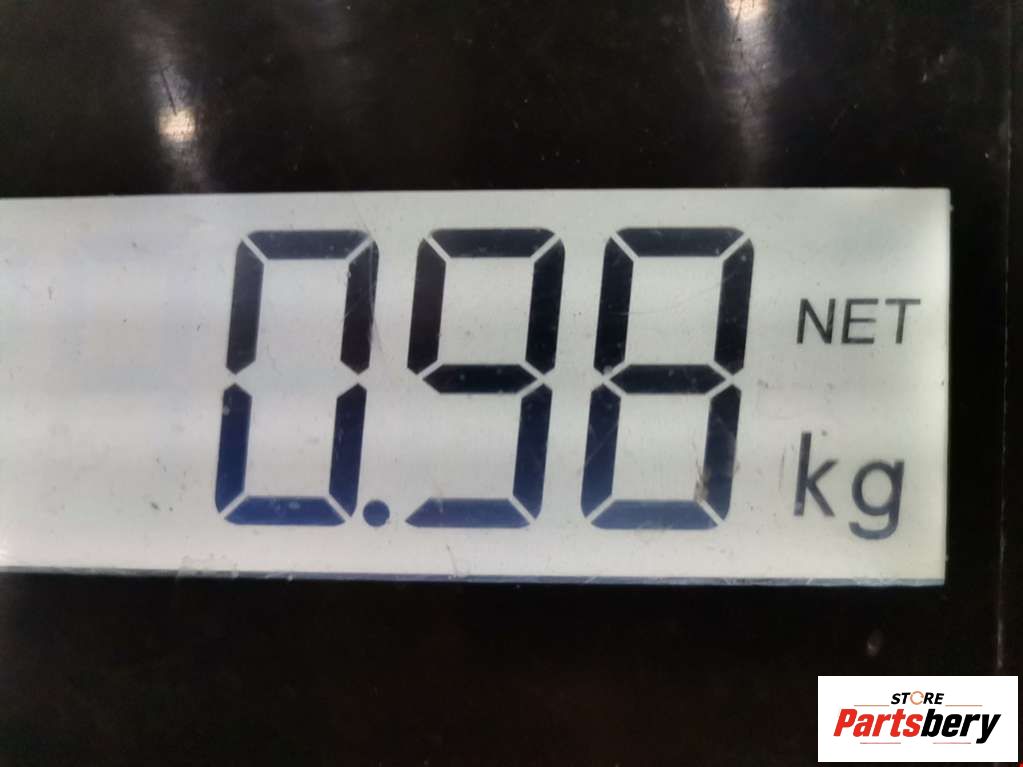 0.98 NET
kg
STORE
Partsbery